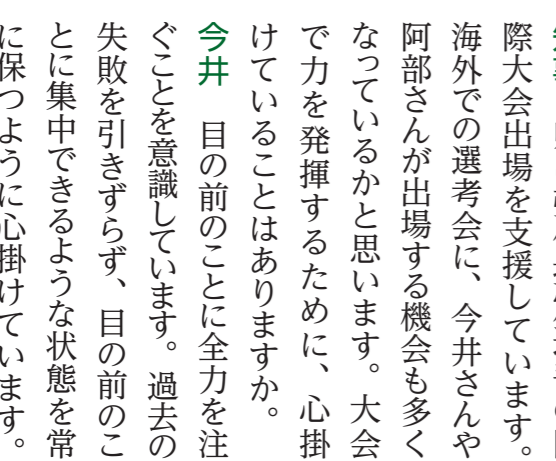 際大会出場を支援しています。
海外での選考会に、今井さんや
阿部さんが出場する機会も多く
なっているかと思います。大会
で力を発揮するために、心掛
けていることはありますか。
今井　目の前のことに全力を注
ぐことを意識しています。過去の
失敗を引きずらず、目の前のこ
とに集中できるような状態を常
に保つように心掛けています。